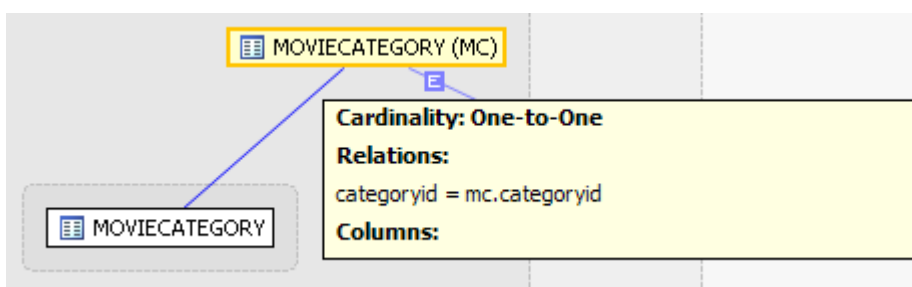 MOVIECATEGORY (MC)
E
Cardinality: One-to-One
Relations:
categoryid = mc.categoryid
Columns:
MOVIECATEGORY